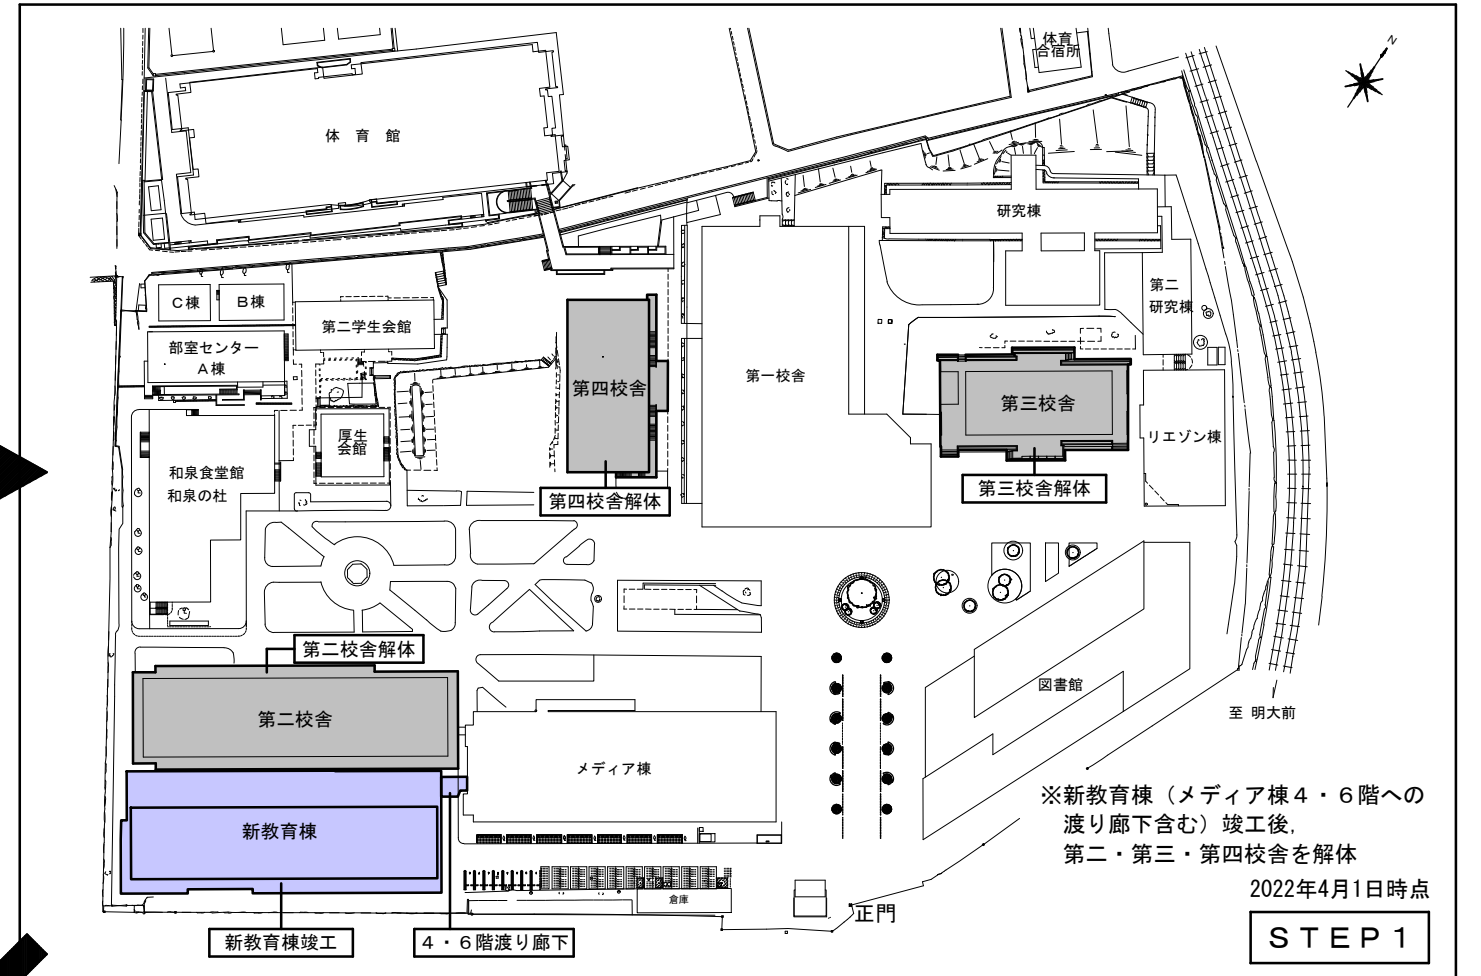 体育
合宿所
N
体 育 館
研究棟
第二
研究棟
C棟
B棟
第二学生会館
部室センター
A棟
第四校舎
第一校舎
第三校舎
厚生
会館
リエゾン棟
和泉食堂館
和泉の杜
第四校舎解体
第三校舎解体
第二校舎解体
第二校舎
図書館
至 明大前
メディア棟
新教育棟
※新教育棟（メディア棟4・6階への
渡り廊下含む）竣工後，
第二・第三・第四校舎を解体
2022年4月1日時点
倉庫
正門
新教育棟竣工
4・6階渡り廊下
STEP1